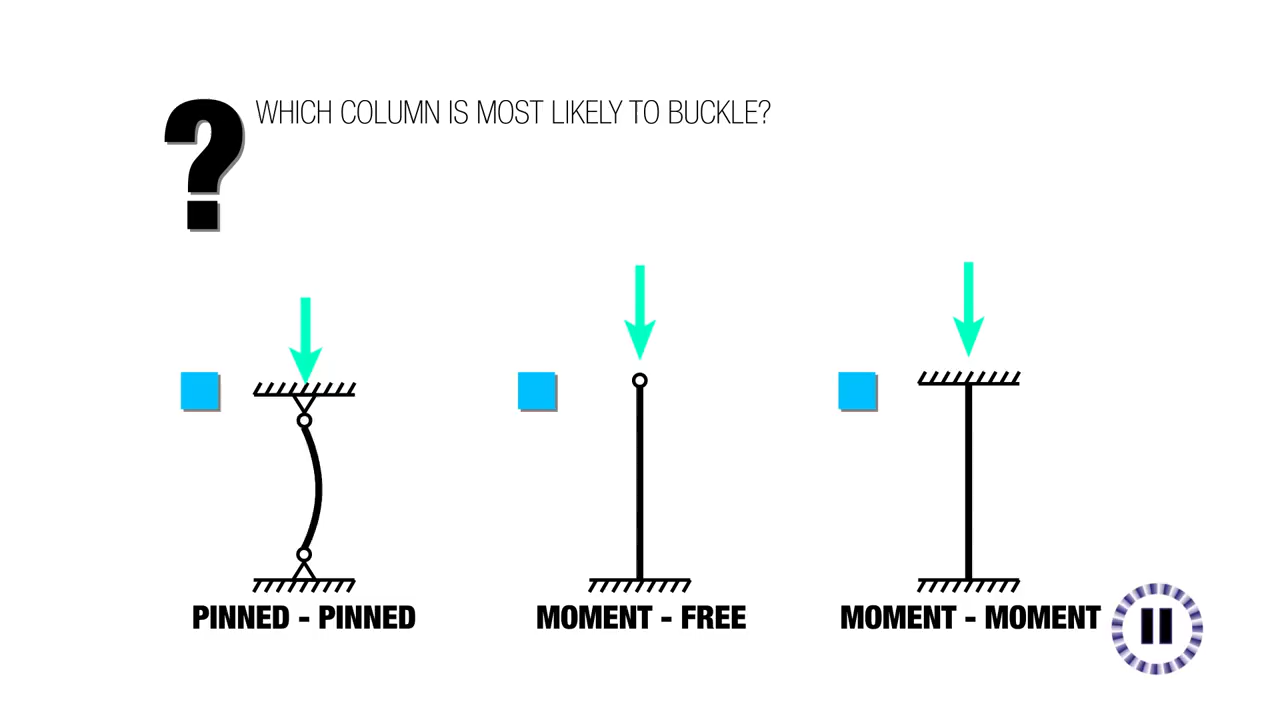 ?
WHICH COLUMN IS MOST LIKELY TO BUCKLE?
PINNED - PINNED
MOMENT - FREE
MOMENT - MOMENT